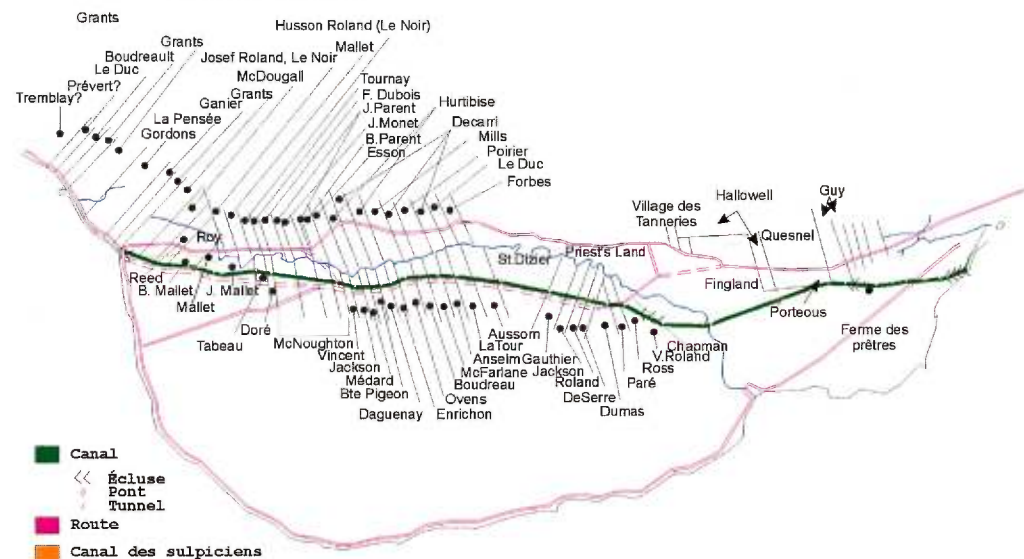 Grants
Husson Roland (Le Noir)
Grants
Mallet
Boudreault
Josef Roland, Le Noir
Le Duc
McDougall
Prévert?
Tournay
Grants
F. Dubois
Tremblay?
Ganier
J.Parent
Hurtibise
La Pensée
J.Monet
Decarri
Gordons
B.Parent
Mills
Esson
Poirier
Le Duc
Forbes
Hallowell
Guy
Village des
Tanneries
Roy
Quesnel
Priest's Land
St.Dizier
Reed
Fingland
B. Mallet
J. Mallet
Mallet
Porteous
Doré
Aussom
Ferme des
prêtres
Tabeau
McNoughton
LaTour
Chapman
Vincent
Anselm
Gauthier
V.Roland
Jackson
McFarlane
Jackson
Ross
Médard
Boudreau
Roland
Paré
Bte Pigeon
Ovens
DeSerre
Daguenay
Enrichon
Dumas
Canal
Écluse
Pont
Tunnel
Route
Canal des sulpiciens